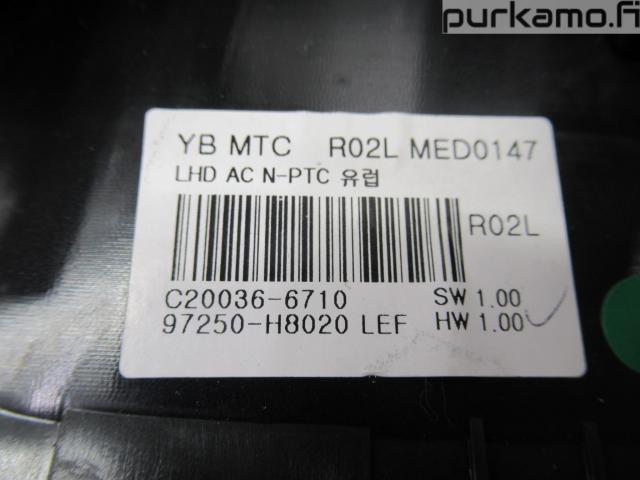 purkamo.fi
YB MTC R02L MED0147
LHD AC N-PTC 유럽
R02L
C20036-6710 SW 1.00
97250-H8020 LEF HW 1.00